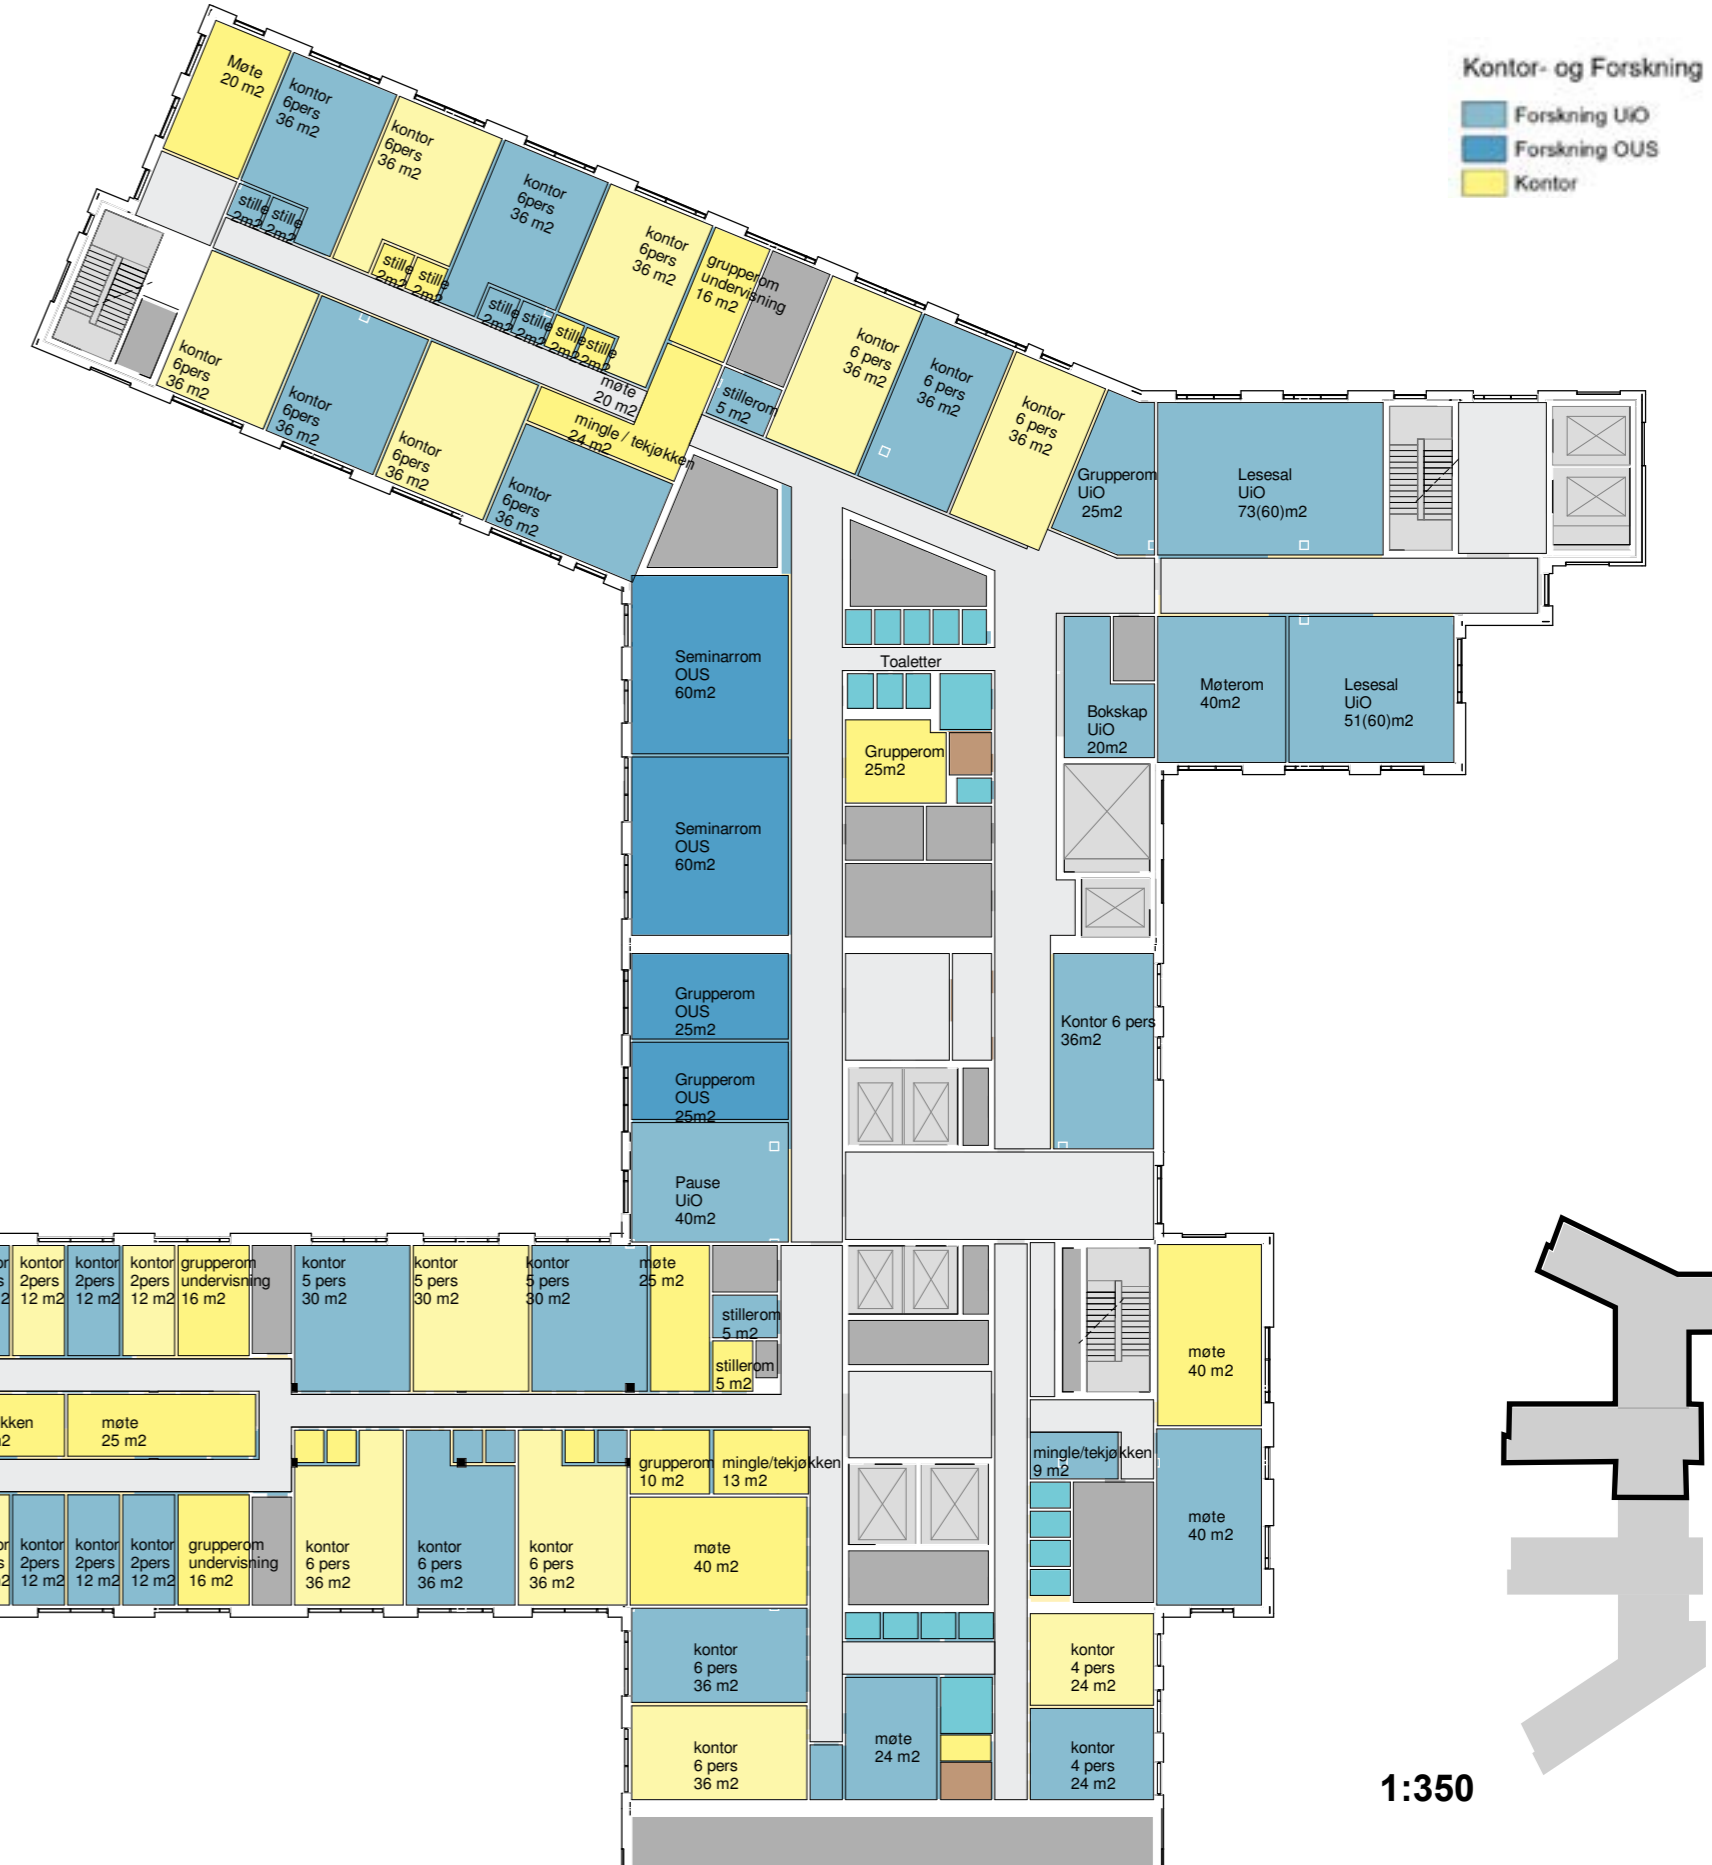 Kontor- og Forskning
Forskning UiO
Forskning OUS
Kontor
Møte
20 m2
kontor
6pers
36 m2
kontor
6pers
36 m2
kontor
6pers
36 m2
kontor
6pers
36 m2
grupperom
undervisning
16 m2
stille
2m2
stille
2m2
stille
2m2
stille
2m2
stille
2m2
stille
2m2
stille
2m2
stille
2m2
møte
20 m2
mingle / tekjøkken
24 m2
stillerom
5 m2
kontor
6 pers
36 m2
kontor
6 pers
36 m2
kontor
6 pers
36 m2
Grupperom
UiO
25m2
Lesesal
UiO
73(60)m2
kontor
6pers
36 m2
kontor
6pers
36 m2
kontor
6pers
36 m2
kontor
6pers
36 m2
Seminarrom
OUS
60m2
Toaletter
Bokskap
UiO
20m2
Møterom
40m2
Lesesal
UiO
51(60)m2
Grupperom
25m2
Seminarrom
OUS
60m2
Grupperom
OUS
25m2
Kontor 6 pers
36m2
Grupperom
OUS
25m2
Pause
UiO
40m2
kontor
2pers
12 m2
kontor
2pers
12 m2
kontor
2pers
12 m2
grupperom
undervisning
16 m2
kontor
5 pers
30 m2
kontor
5 pers
30 m2
kontor
5 pers
30 m2
møte
25 m2
stillerom
5 m2
stillerom
5 m2
møte
40 m2
kken
møte
25 m2
grupperom
10 m2
mingle/tekjøkken
13 m2
mingle/tekjøkken
9 m2
kontor
2pers
12 m2
kontor
2pers
12 m2
kontor
2pers
12 m2
grupperom
undervisning
16 m2
kontor
6 pers
36 m2
kontor
6 pers
36 m2
kontor
6 pers
36 m2
møte
40 m2
møte
40 m2
kontor
6 pers
36 m2
kontor
4 pers
24 m2
kontor
6 pers
36 m2
møte
24 m2
kontor
4 pers
24 m2
1:350